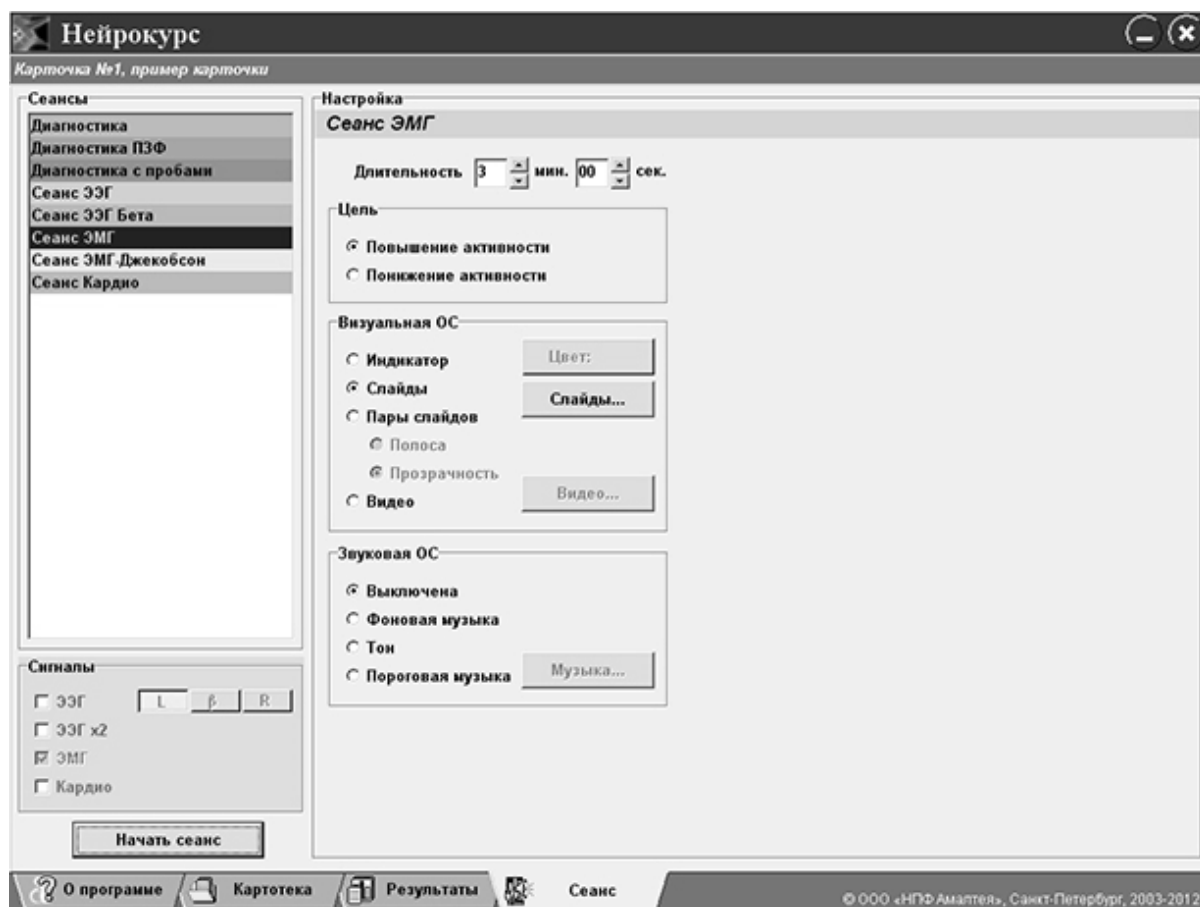 Нейрокурс
Карточка №1, пример карточки
Сеансы
Диагностика
Диагностика ПЗФ
Диагностика с пробами
Сеанс ЭЭГ
Сеанс ЭЭГ Бета
Сеанс ЭМГ
Сеанс ЭМГ-Джекобсон
Сеанс Кардио
Сигналы
ЭЭГ L β R
ЭЭГ x2
ЭМГ
Кардио
Начать сеанс
Настройка
Сеанс ЭМГ
Длительность 3 мин. 00 сек.
Цель
Повышение активности
Понижение активности
Визуальная ОС
Индикатор Цвет:
Слайды Слайды...
Пары слайдов
Полоса
Прозрачность
Видео Видео...
Звуковая ОС
Выключена
Фоновая музыка
Тон
Пороговая музыка Музыка...
О программе Картотека Результаты Сеанс
© ООО «НПФ Амалтея», Санкт-Петербург, 2003-2012